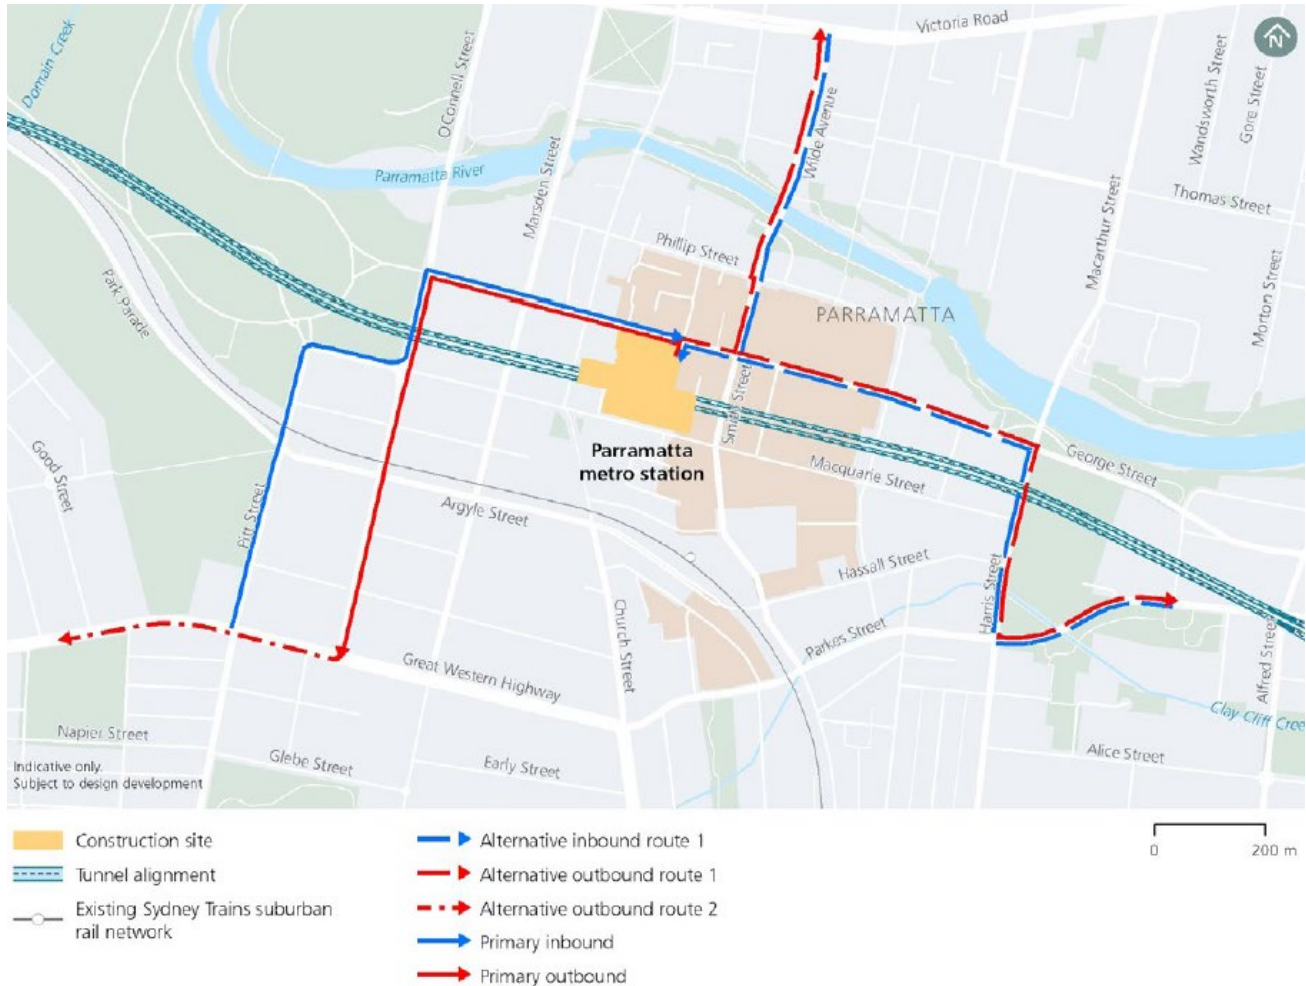 Victoria Road
N
Domain Creek
OConnell Street
Wandsworth Street
Gore Street
Marsden Street
Wilde Avenue
Parramatta River
Thomas Street
Macarthur Street
Phillip Street
Morton Street
Park Parade
PARRAMATTA
Smith Street
Parramatta
metro station
George Street
Macquarie Street
Good Street
Pitt Street
Argyle Street
Hassall Street
Harris Street
Church Street
Parkes Street
Alfred Street
Great Western Highway
Clay Cliff Cree
Napier Street
Glebe Street
Early Street
Alice Street
Indicative only.
Subject to design development
Construction site
Tunnel alignment
Existing Sydney Trains suburban
rail network
Alternative inbound route 1
Alternative outbound route 1
Alternative outbound route 2
Primary inbound
Primary outbound
0 200 m